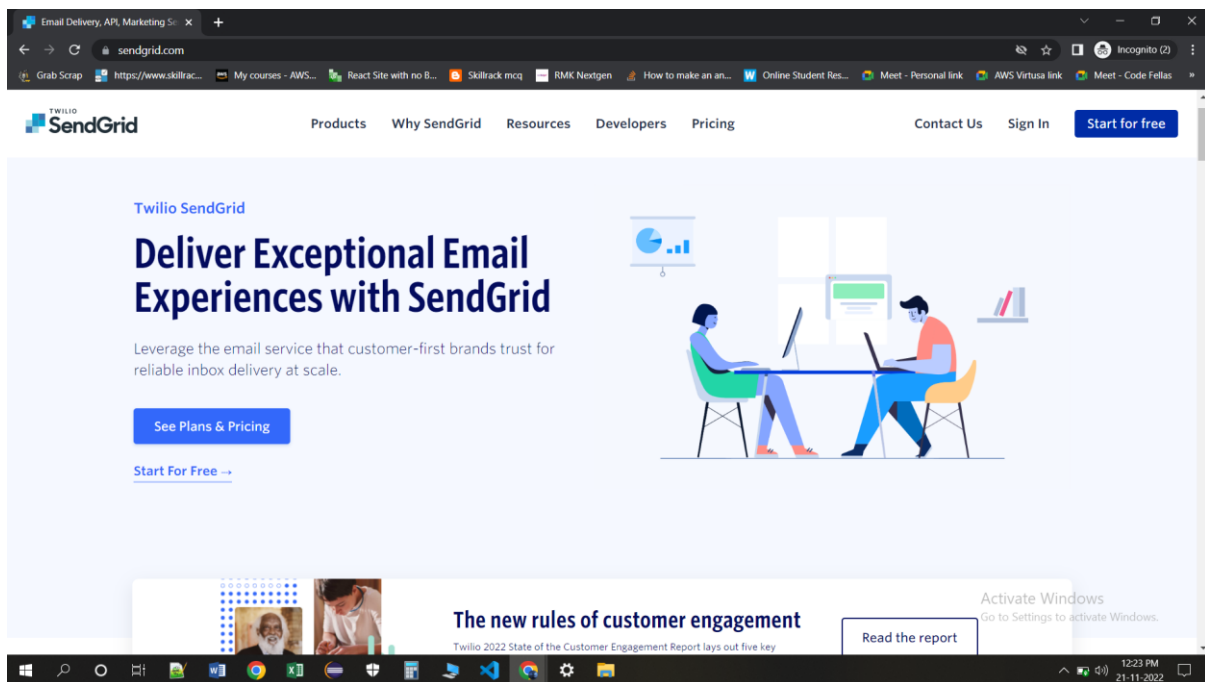 Email Delivery, API, Marketing Se
sendgrid.com
Incognito (2)
Grab Scrap
https://www.skillrac...
My courses - AWS...
React Site with no B...
Skillrack mcq
RMK Nextgen
How to make an an...
Online Student Res...
Meet - Personal link
AWS Virtusa link
Meet - Code Fellas
»
TWILIO
SendGrid
Products
Why SendGrid
Resources
Developers
Pricing
Contact Us
Sign In
Start for free
Twilio SendGrid
Deliver Exceptional Email
Experiences with SendGrid
Leverage the email service that customer-first brands trust for
reliable inbox delivery at scale.
See Plans & Pricing
Start For Free →
The new rules of customer engagement
Twilio 2022 State of the Customer Engagement Report lays out five key
Read the report
Activate Windows
Go to Settings to activate Windows.
12:23 PM
21-11-2022